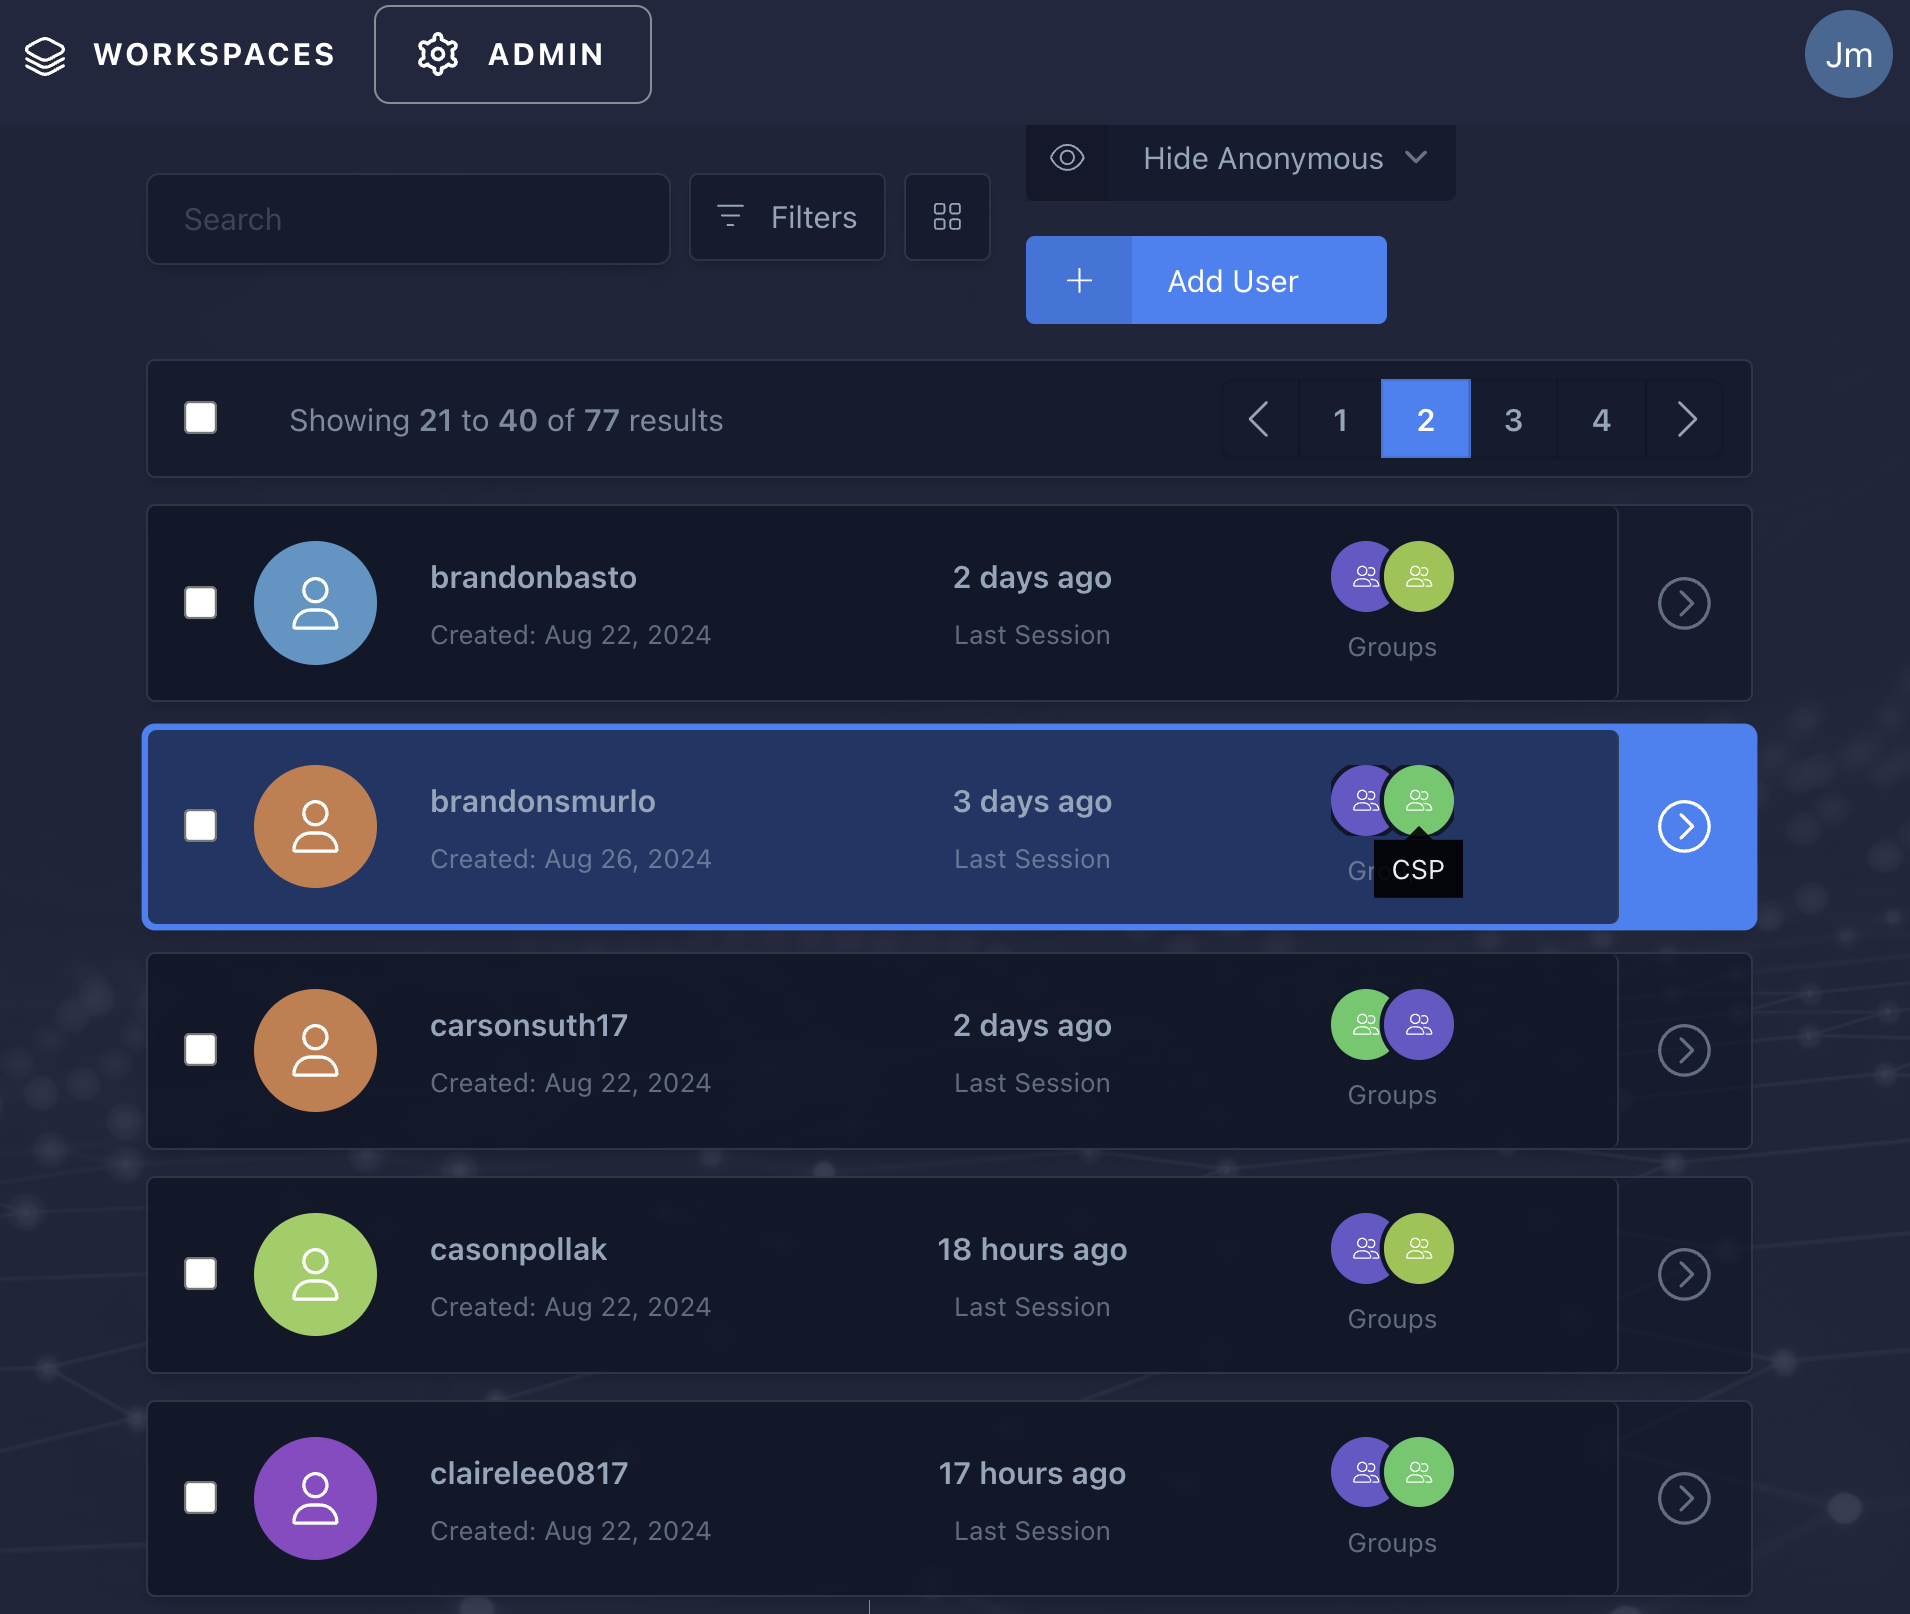 WORKSPACES
ADMIN
Jm
Hide Anonymous
Search
Filters
Add User
Showing 21 to 40 of 77 results
1
2
3
4
brandonbasto
Created: Aug 22, 2024
2 days ago
Last Session
Groups
brandonsmurlo
Created: Aug 26, 2024
3 days ago
Last Session
CSP
carsonsuth17
Created: Aug 22, 2024
2 days ago
Last Session
Groups
casonpollak
Created: Aug 22, 2024
18 hours ago
Last Session
Groups
clairelee0817
Created: Aug 22, 2024
17 hours ago
Last Session
Groups